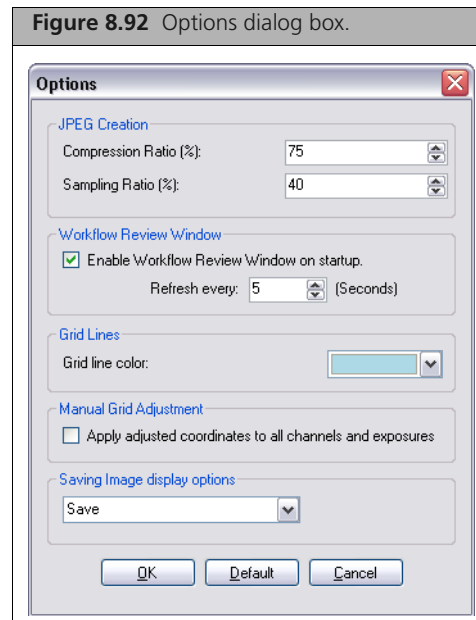 Figure 8.92 Options dialog box.
Options
JPEG Creation
Compression Ratio (%): 75
Sampling Ratio (%): 40
Workflow Review Window
Enable Workflow Review Window on startup.
Refresh every: 5 (Seconds)
Grid Lines
Grid line color:
Manual Grid Adjustment
Apply adjusted coordinates to all channels and exposures
Saving Image display options
Save
OK Default Cancel